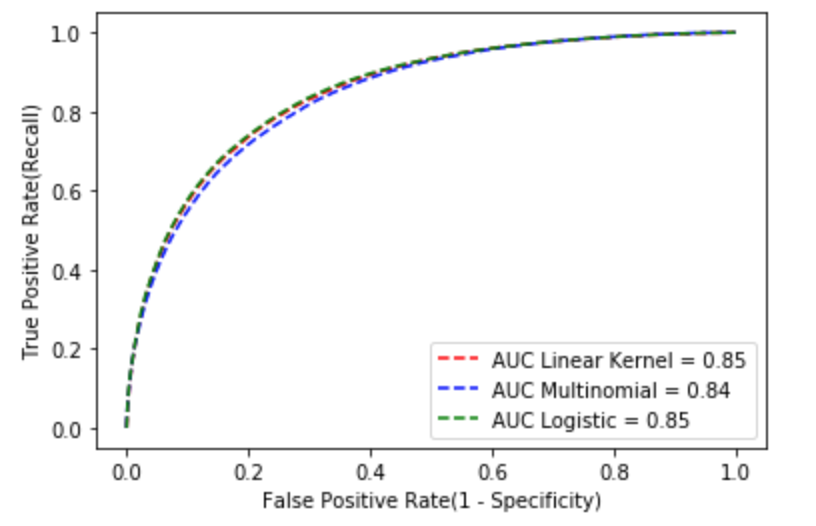 1.0
0.8
0.6
0.4
0.2
0.0
True Positive Rate(Recall)
AUC Linear Kernel = 0.85
AUC Multinomial = 0.84
AUC Logistic = 0.85
0.0 0.2 0.4 0.6 0.8 1.0
False Positive Rate(1 - Specificity)